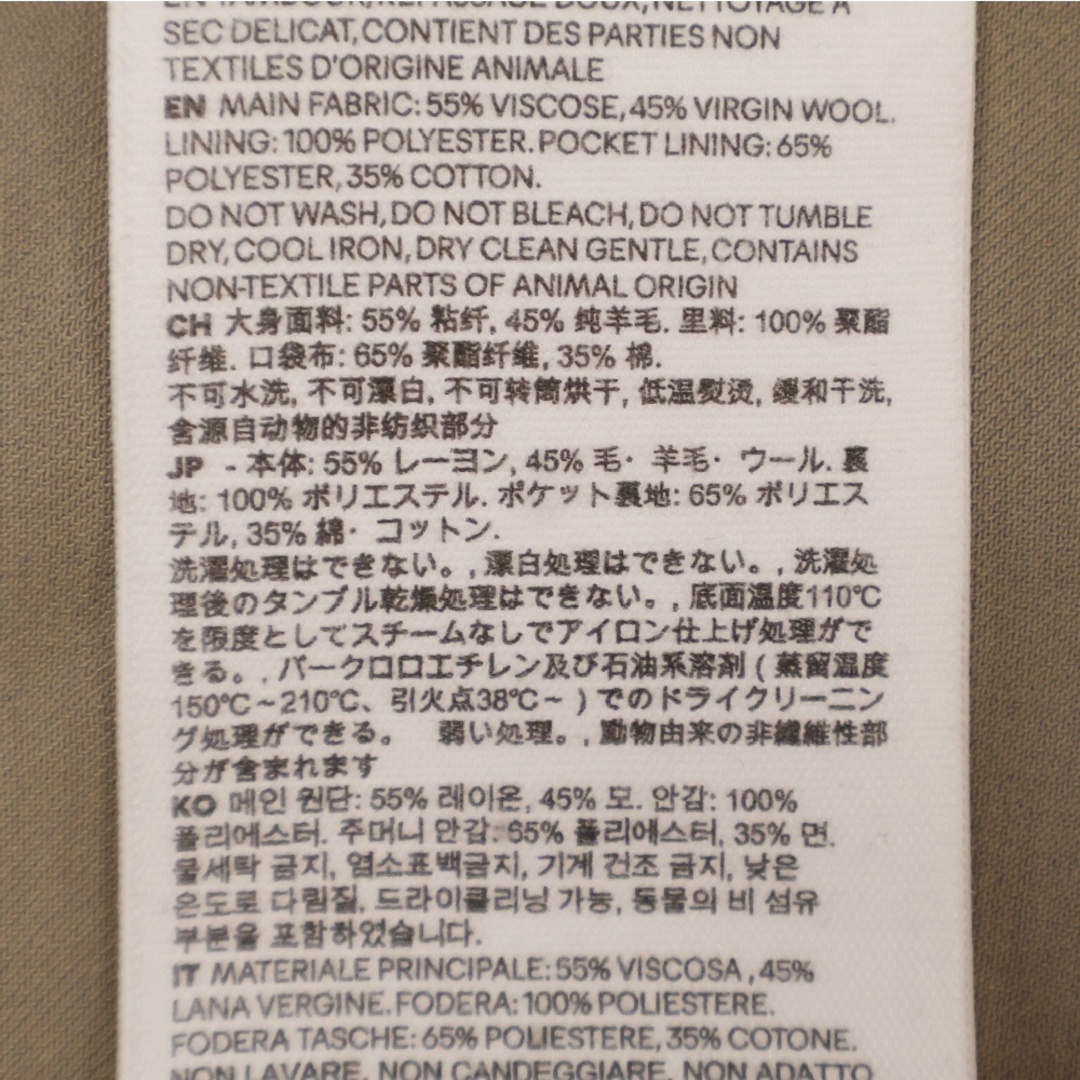 EN TAMBOUR, REPASSAGE DOUX, NETTOYAGE A
SEC DELICAT, CONTIENT DES PARTIES NON
TEXTILES D'ORIGINE ANIMALE
EN MAIN FABRIC: 55% VISCOSE, 45% VIRGIN WOOL.
LINING: 100% POLYESTER. POCKET LINING: 65%
POLYESTER, 35% COTTON.
DO NOT WASH, DO NOT BLEACH, DO NOT TUMBLE
DRY, COOL IRON, DRY CLEAN GENTLE, CONTAINS
NON-TEXTILE PARTS OF ANIMAL ORIGIN
CH 大身面料: 55% 粘纤, 45% 纯羊毛. 里料: 100% 聚酯
纤维. 口袋布: 65% 聚酯纤维, 35% 棉.
不可水洗, 不可漂白, 不可转筒烘干, 低温熨烫, 缓和干洗,
含源自动物的非纺织部分
JP - 本体: 55% レーヨン, 45% 毛・ 羊毛・ ウール. 裏
地: 100% ポリエステル. ポケット裏地: 65% ポリエス
テル, 35% 綿・ コットン.
洗濯処理はできない。, 漂白処理はできない。, 洗濯処
理後のタンブル乾燥処理はできない。, 底面温度110℃
を限度としてスチームなしでアイロン仕上げ処理がで
きる。, パークロロエチレン及び石油系溶剤 ( 蒸留温度
150℃～210℃、引火点38℃～ ) でのドライクリーニン
グ処理ができる。 弱い処理。, 動物由来の非繊維性部
分が含まれます
KO 메인 원단: 55% 레이온, 45% 모. 안감: 100%
폴리에스터. 주머니 안감: 65% 폴리에스터, 35% 면.
물세탁 금지, 염소표백금지, 기계 건조 금지, 낮은
온도로 다림질, 드라이클리닝 가능, 동물의 비 섬유
부분을 포함하였습니다.
IT MATERIALE PRINCIPALE: 55% VISCOSA , 45%
LANA VERGINE. FODERA: 100% POLIESTERE.
FODERA TASCHE: 65% POLIESTERE, 35% COTONE.
NON LAVARE, NON CANDEGGIARE, NON ADATTO